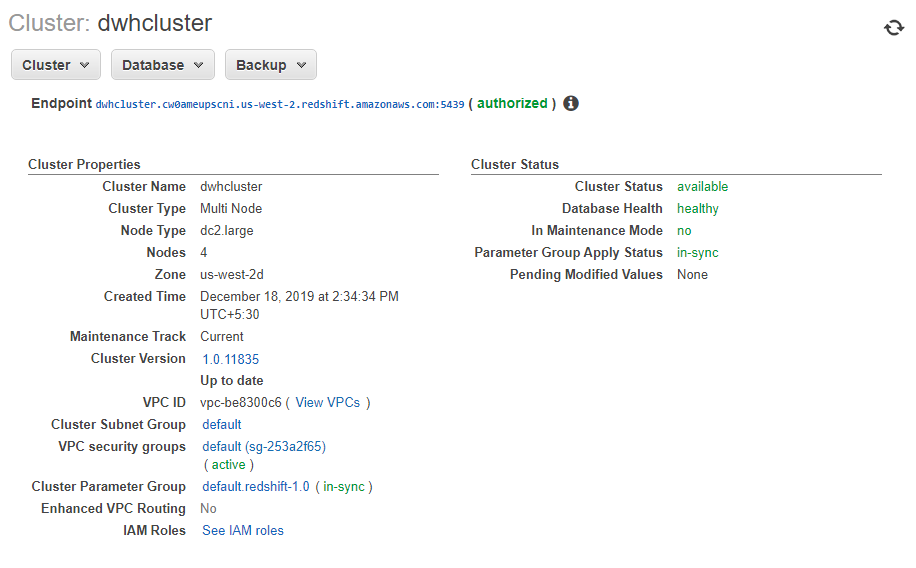 Cluster: dwhcluster
Cluster Database Backup
Endpoint dwhcluster.cw0ameupscni.us-west-2.redshift.amazonaws.com:5439 ( authorized )
Cluster Properties
Cluster Name dwhcluster
Cluster Type Multi Node
Node Type dc2.large
Nodes 4
Zone us-west-2d
Created Time December 18, 2019 at 2:34:34 PM
UTC+5:30
Maintenance Track Current
Cluster Version 1.0.11835
Up to date
VPC ID vpc-be8300c6 ( View VPCs )
Cluster Subnet Group default
VPC security groups default (sg-253a2f65)
( active )
Cluster Parameter Group default.redshift-1.0 ( in-sync )
Enhanced VPC Routing No
IAM Roles See IAM roles
Cluster Status
Cluster Status available
Database Health healthy
In Maintenance Mode no
Parameter Group Apply Status in-sync
Pending Modified Values None